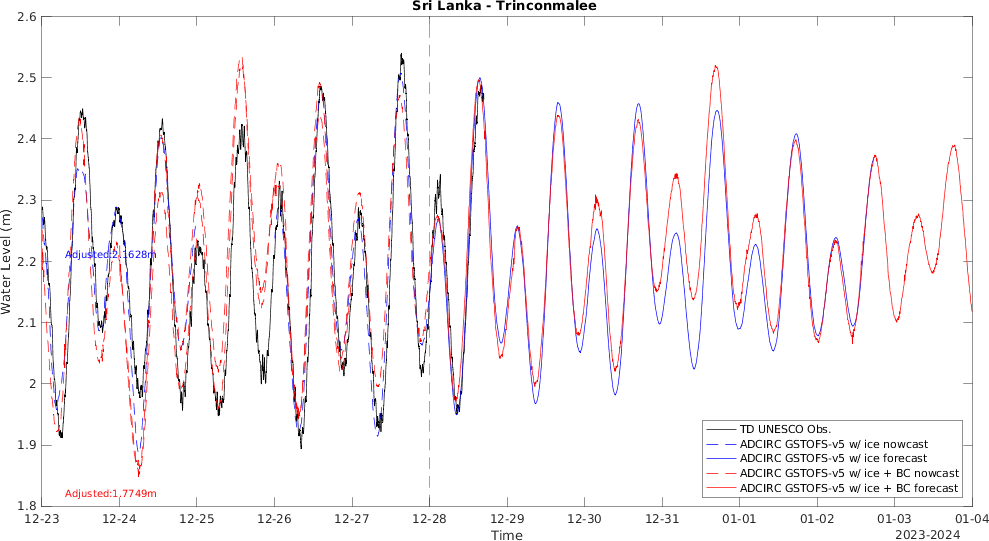 Sri Lanka - Trinconmalee
2.6
2.5
2.4
2.3
2.2
2.1
2
1.9
1.8
Water Level (m)
Adjusted:2.1628m
Adjusted:1.7749m
TD UNESCO Obs.
ADCIRC GSTOFS-v5 w/ ice nowcast
ADCIRC GSTOFS-v5 w/ ice forecast
ADCIRC GSTOFS-v5 w/ ice + BC nowcast
ADCIRC GSTOFS-v5 w/ ice + BC forecast
12-23 12-24 12-25 12-26 12-27 12-28 12-29 12-30 12-31 01-01 01-02 01-03 01-04
Time
2023-2024